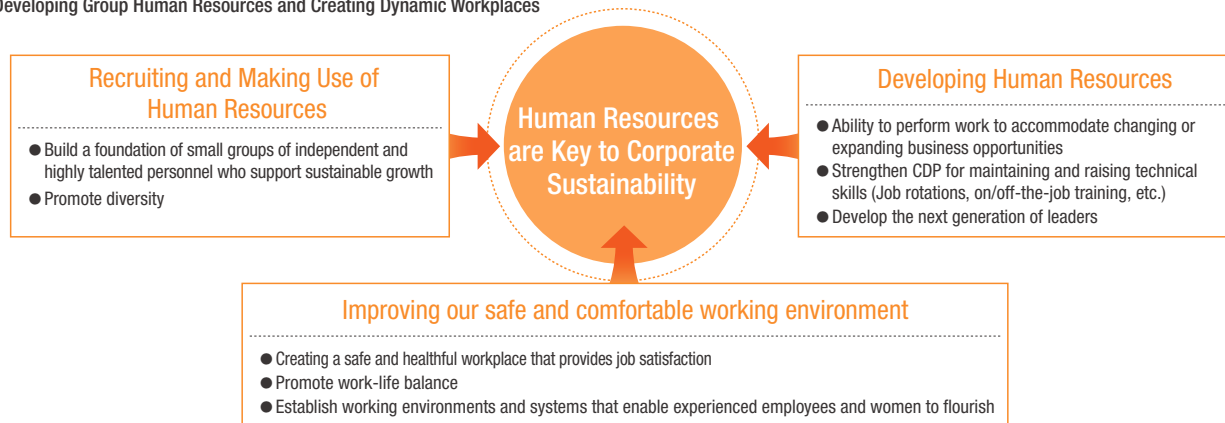 Developing Group Human Resources and Creating Dynamic Workplaces
Recruiting and Making Use of
Human Resources
● Build a foundation of small groups of independent and
highly talented personnel who support sustainable growth
● Promote diversity
Human Resources
are Key to Corporate
Sustainability
Developing Human Resources
● Ability to perform work to accommodate changing or
expanding business opportunities
● Strengthen CDP for maintaining and raising technical
skills (Job rotations, on/off-the-job training, etc.)
● Develop the next generation of leaders
Improving our safe and comfortable working environment
● Creating a safe and healthful workplace that provides job satisfaction
● Promote work-life balance
● Establish working environments and systems that enable experienced employees and women to flourish